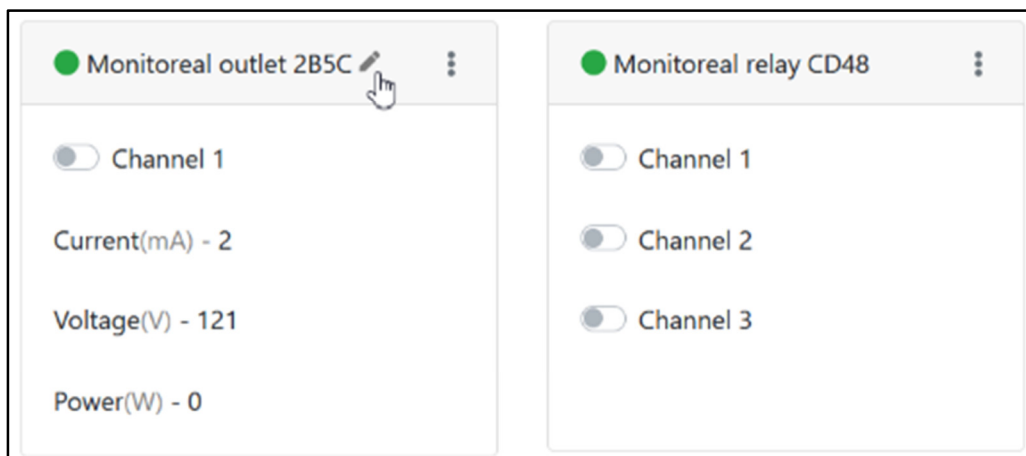 Monitoreal outlet 2B5C
Channel 1
Current(mA) - 2
Voltage(V) - 121
Power(W) - 0
Monitoreal relay CD48
Channel 1
Channel 2
Channel 3